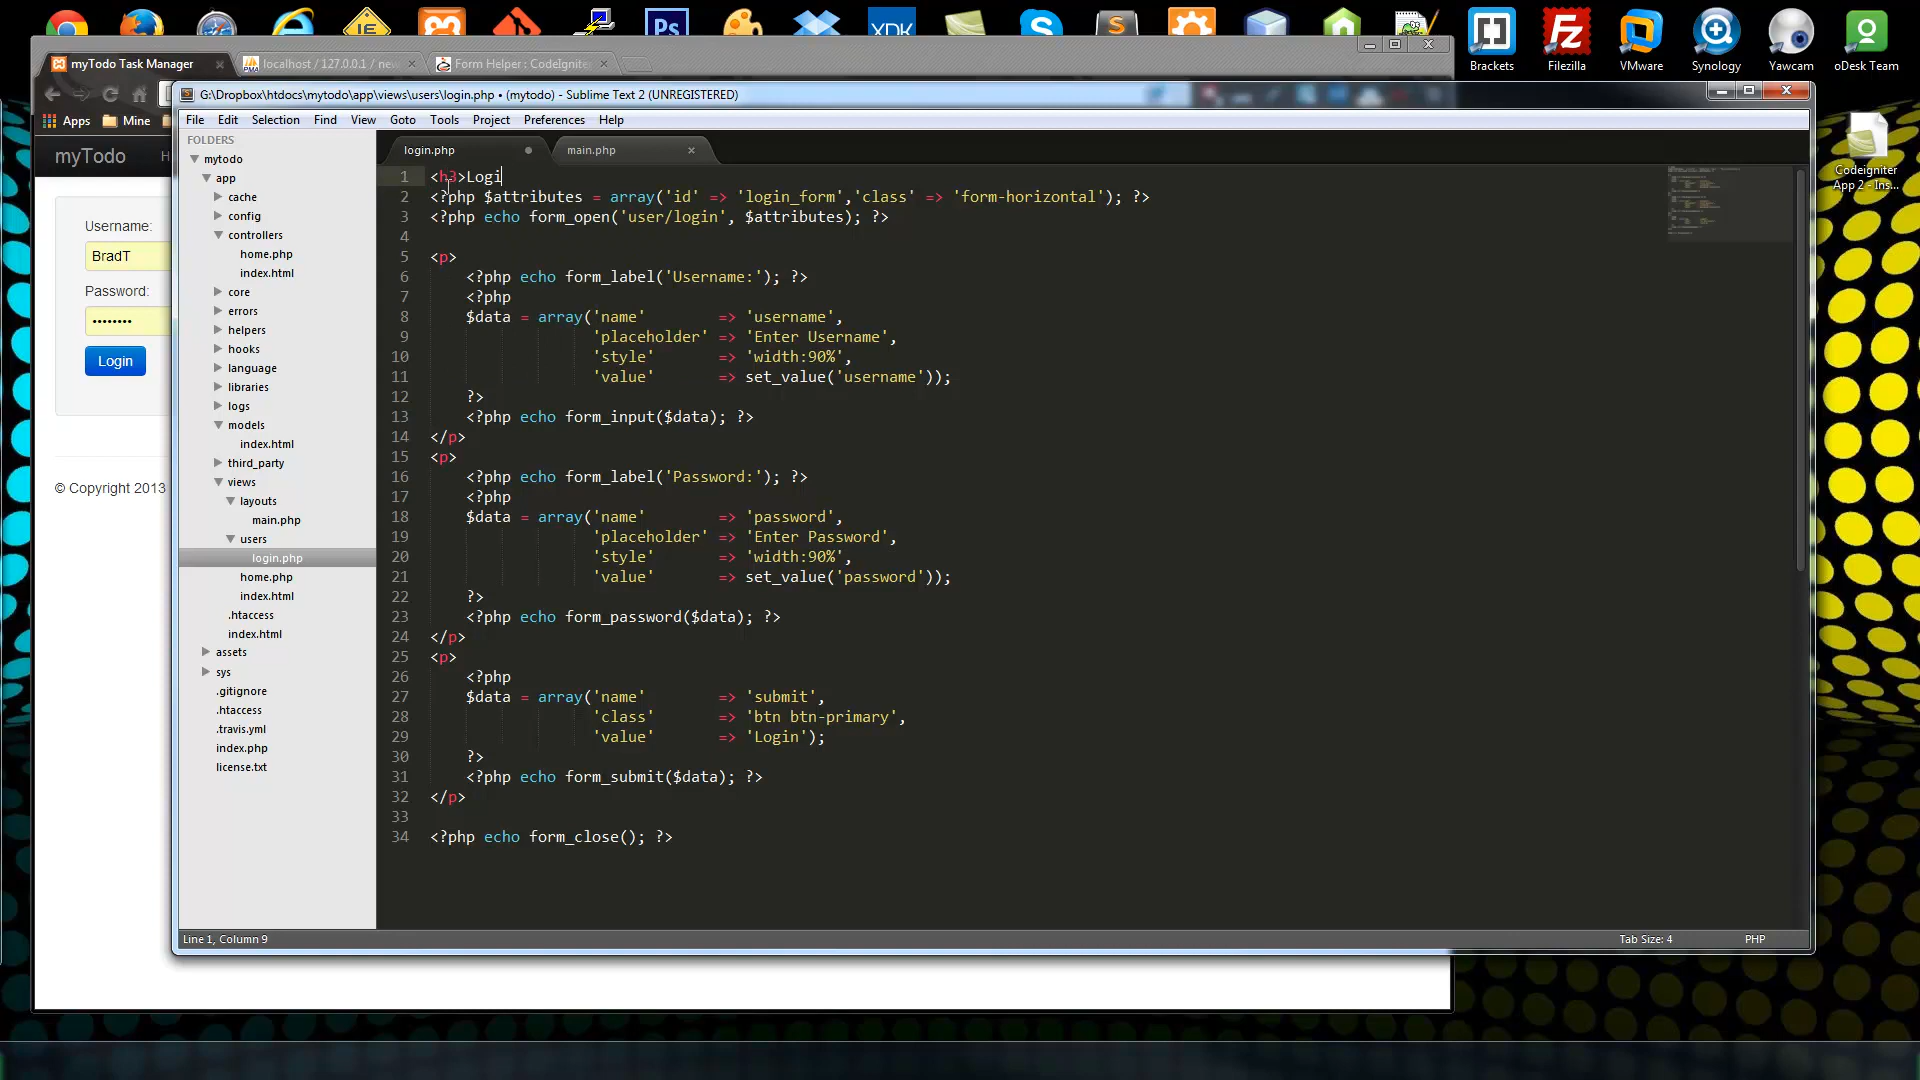 Brackets
Filezilla
VMware
Synology
Yawcam
oDesk Team
Codeigniter
App 2 - Ins...
myTodo Task Manager
localhost / 127.0.0.1 / new
Form Helper : CodeIgnite
Apps
Mine
myTodo
H
Username:
BradT
Password:
••••••••
Login
© Copyright 2013
G:\Dropbox\htdocs\mytodo\app\views\users\login.php • (mytodo) - Sublime Text 2 (UNREGISTERED)
File Edit Selection Find View Goto Tools Project Preferences Help
FOLDERS
mytodo
app
cache
config
controllers
home.php
index.html
core
errors
helpers
hooks
language
libraries
logs
models
index.html
third_party
views
layouts
main.php
users
login.php
home.php
index.html
.htaccess
index.html
assets
sys
.gitignore
.htaccess
.travis.yml
index.php
license.txt
login.php
main.php
1 <h3>Logi
2 <?php $attributes = array('id' => 'login_form','class' => 'form-horizontal'); ?>
3 <?php echo form_open('user/login', $attributes); ?>
4
5 <p>
6 <?php echo form_label('Username:'); ?>
7 <?php
8 $data = array('name' => 'username',
9 'placeholder' => 'Enter Username',
10 'style' => 'width:90%',
11 'value' => set_value('username'));
12 ?>
13 <?php echo form_input($data); ?>
14 </p>
15 <p>
16 <?php echo form_label('Password:'); ?>
17 <?php
18 $data = array('name' => 'password',
19 'placeholder' => 'Enter Password',
20 'style' => 'width:90%',
21 'value' => set_value('password'));
22 ?>
23 <?php echo form_password($data); ?>
24 </p>
25 <p>
26 <?php
27 $data = array('name' => 'submit',
28 'class' => 'btn btn-primary',
29 'value' => 'Login');
30 ?>
31 <?php echo form_submit($data); ?>
32 </p>
33
34 <?php echo form_close(); ?>
Line 1, Column 9
Tab Size: 4
PHP
Ps
XDK
IE